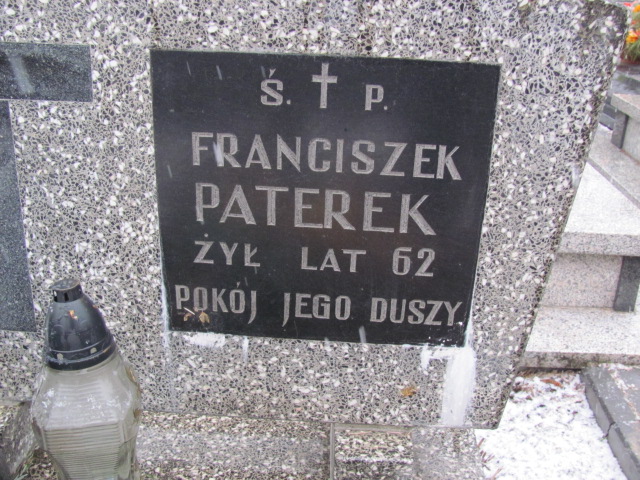 Ś. P.
FRANCISZEK
PATEREK
ŻYŁ LAT 62
POKÓJ JEGO DUSZY.